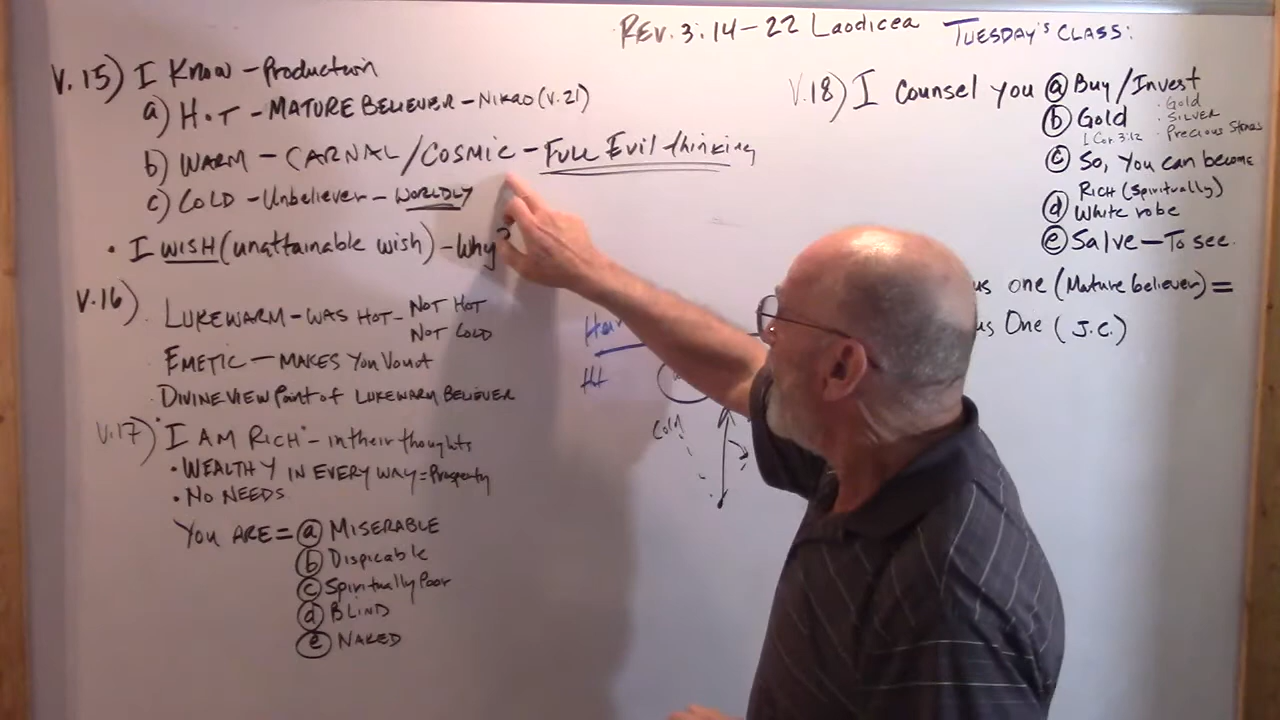 Rev. 3:14-22 Laodicea Tuesday's Class:
V.15) I Know - Production
a) Hot - Mature Believer - Nikao (v.21)
b) Warm - Carnal/Cosmic - Full Evil thinking
c) Cold - Unbeliever - Worldly
• I Wish (unattainable wish) - Why?
V.16)
Lukewarm - was Hot - Not Hot
Not Cold
Emetic - Makes You Vomit
Divine View Point of Lukewarm Believer
V.17) "I Am Rich" - in their thoughts
• Wealthy in every way = Prosperity
• No Needs
You Are = a Miserable
b Dispicable
c Spiritually Poor
d Blind
e Naked
Cold
V.18) I Counsel you a Buy/Invest
b Gold
1 Cor 3:12
• Gold
• Silver
• Precious Stones
c So, You can become
Rich (Spiritually)
d White robe
e Salve - To see.
us one (Mature believer) =
us One (J.C.)